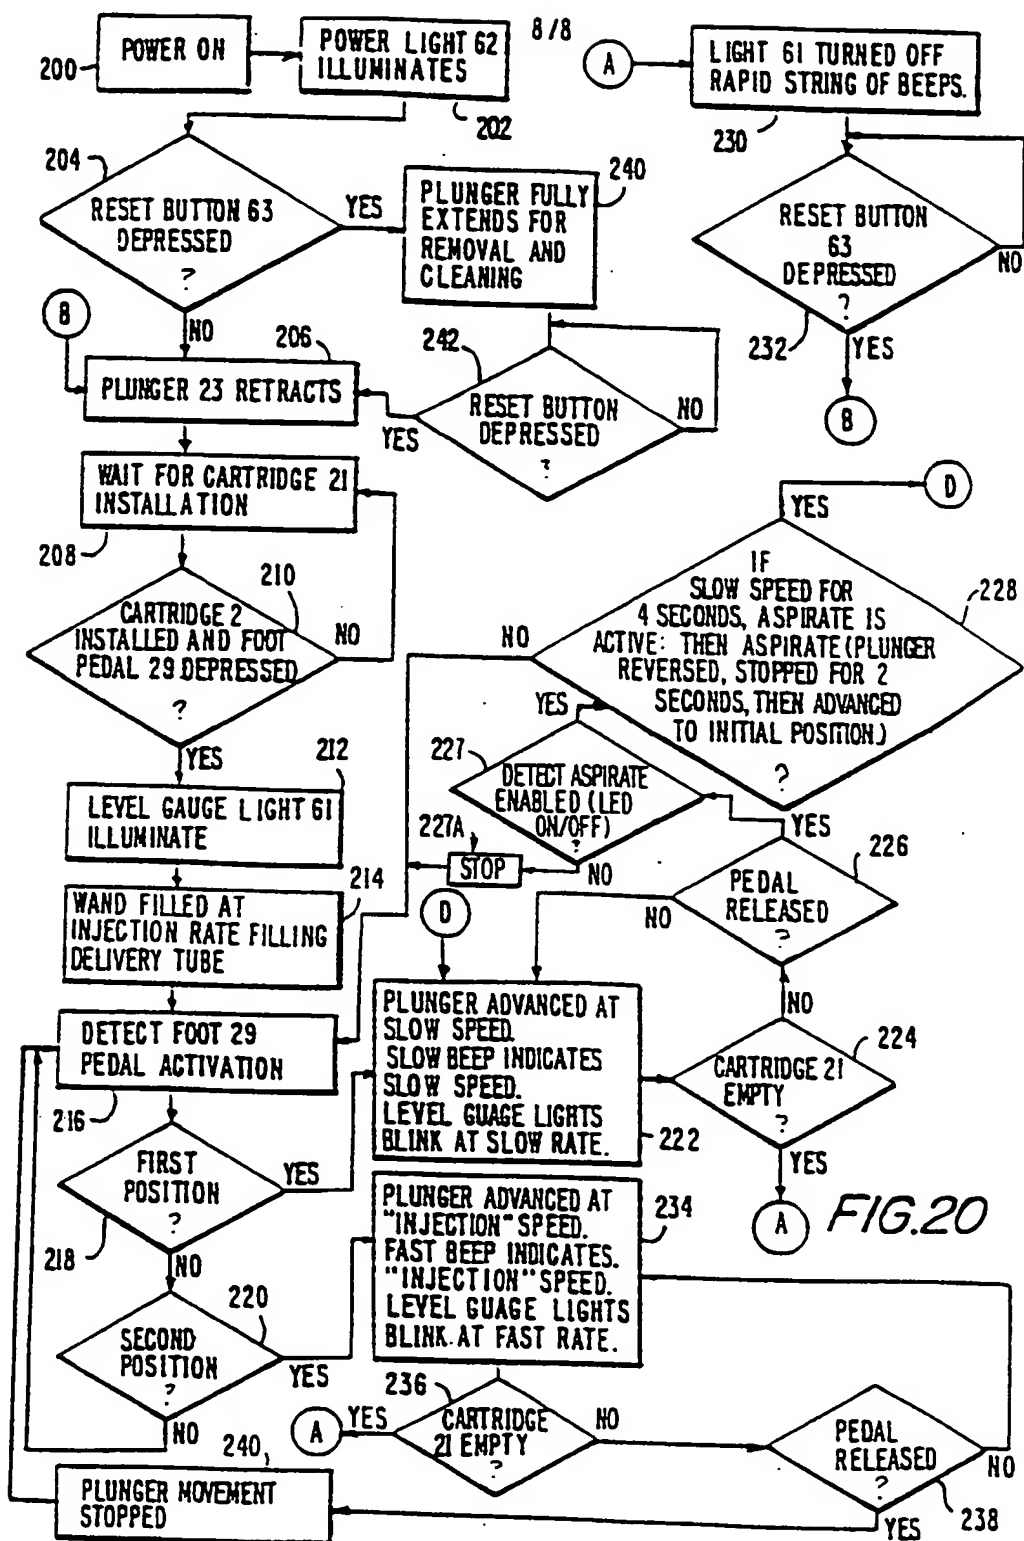 8/8
200
POWER ON
POWER LIGHT 62
ILLUMINATES
202
204
RESET BUTTON 63
DEPRESSED
?
YES
NO
240
PLUNGER FULLY
EXTENDS FOR
REMOVAL AND
CLEANING
242
RESET BUTTON
DEPRESSED
?
NO
YES
B
206
PLUNGER 23 RETRACTS
WAIT FOR CARTRIDGE 21
INSTALLATION
208
210
CARTRIDGE 2
INSTALLED AND FOOT
PEDAL 29 DEPRESSED
?
NO
YES
212
LEVEL GAUGE LIGHT 61
ILLUMINATE
214
WAND FILLED AT
INJECTION RATE FILLING
DELIVERY TUBE
DETECT FOOT 29
PEDAL ACTIVATION
216
FIRST
POSITION
?
218
YES
NO
220
SECOND
POSITION
?
YES
NO
240
PLUNGER MOVEMENT
STOPPED
A
LIGHT 61 TURNED OFF
RAPID STRING OF BEEPS.
230
RESET BUTTON
63
DEPRESSED
?
NO
232
YES
B
D
YES
IF
SLOW SPEED FOR
4 SECONDS, ASPIRATE IS
ACTIVE: THEN ASPIRATE (PLUNGER
REVERSED, STOPPED FOR 2
SECONDS, THEN ADVANCED
TO INITIAL POSITION.)
?
228
NO
YES
227
DETECT ASPIRATE
ENABLED (LED
ON/OFF)
?
227A
STOP
NO
YES
226
PEDAL
RELEASED
?
NO
D
NO
PLUNGER ADVANCED AT
SLOW SPEED.
SLOW BEEP INDICATES
SLOW SPEED.
LEVEL GUAGE LIGHTS
BLINK AT SLOW RATE.
222
224
CARTRIDGE 21
EMPTY
?
YES
A
FIG.20
PLUNGER ADVANCED AT
"INJECTION" SPEED.
FAST BEEP INDICATES.
"INJECTION" SPEED.
LEVEL GUAGE LIGHTS
BLINK AT FAST RATE.
234
236
CARTRIDGE
21 EMPTY
?
YES
A
NO
PEDAL
RELEASED
?
NO
YES
238